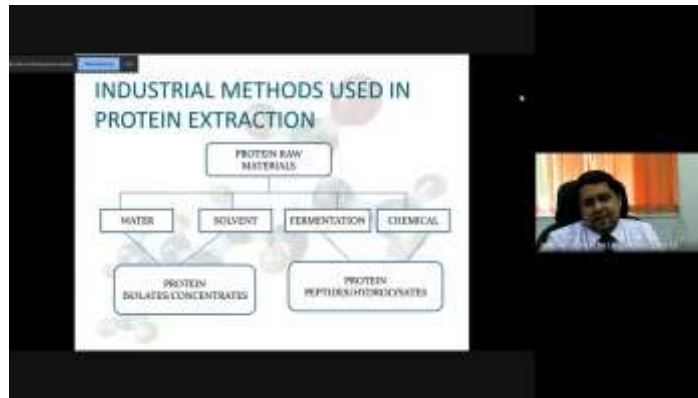 INDUSTRIAL METHODS USED IN
PROTEIN EXTRACTION
PROTEIN RAW
MATERIALS
WATER
SOLVENT
FERMENTATION
CHEMICAL
PROTEIN
ISOLATES/CONCENTRATES
PROTEIN
PEPTIDES/HYDROLYSATES